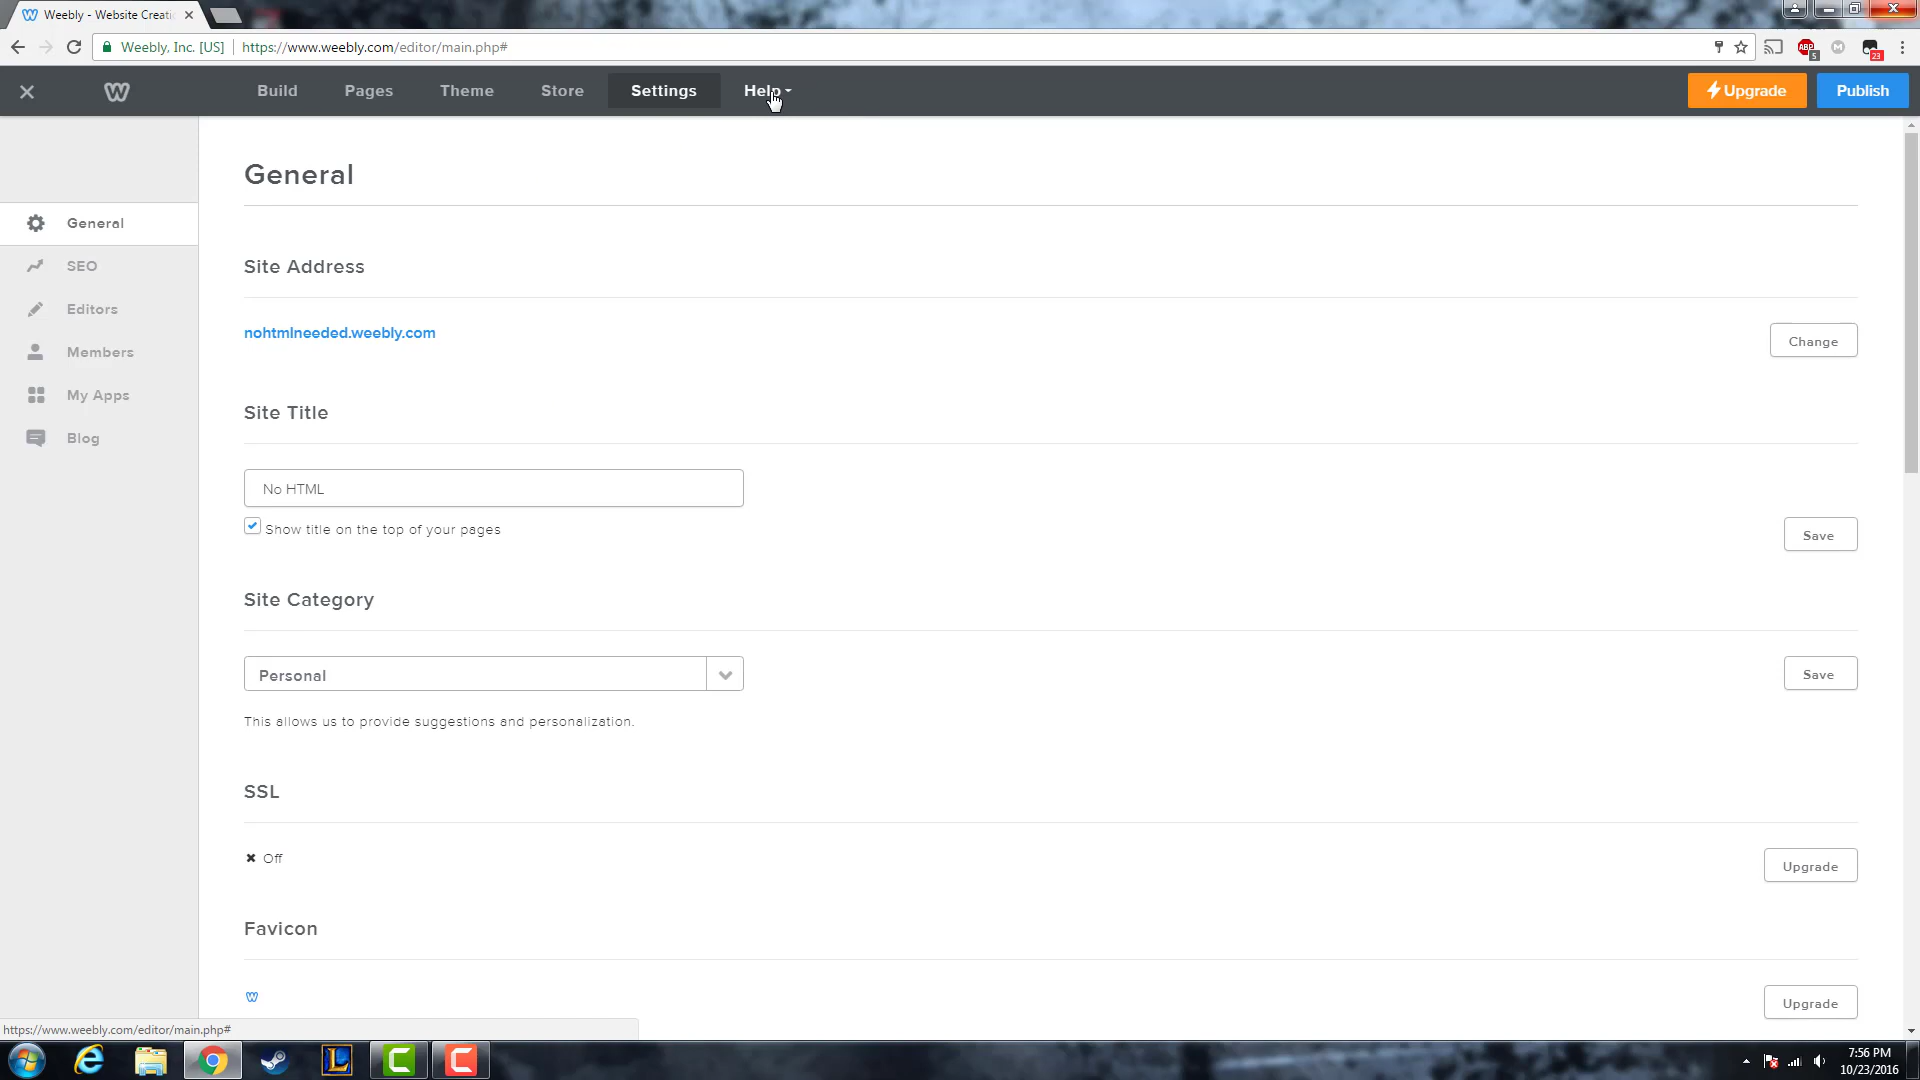 Weebly - Website Creati
Weebly, Inc. [US] https://www.weebly.com/editor/main.php#
ABP 5 M 23
Build Pages Theme Store Settings Help Upgrade Publish
General
General
SEO
Editors
Members
My Apps
Blog
Site Address
nohtmlneeded.weebly.com
Change
Site Title
No HTML
Show title on the top of your pages
Save
Site Category
Personal
Save
This allows us to provide suggestions and personalization.
SSL
Off
Upgrade
Favicon
Upgrade
https://www.weebly.com/editor/main.php#
7:56 PM
10/23/2016